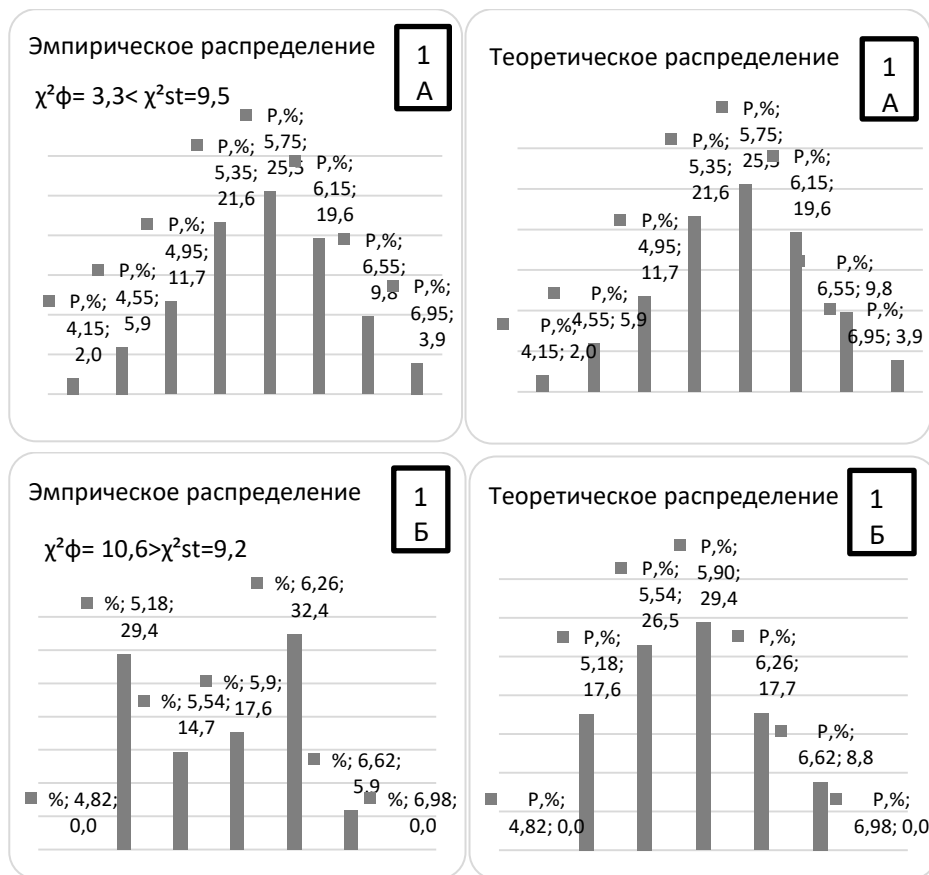 Эмпирическое распределение
1
А
χ²ф= 3,3< χ²st=9,5
P,%;
4,15;
2,0
P,%;
4,55;
5,9
P,%;
4,95;
11,7
P,%;
5,35;
21,6
P,%;
5,75;
25,5
P,%;
6,15;
19,6
P,%;
6,55;
9,8
P,%;
6,95;
3,9
Теоретическое распределение
1
А
P,%;
4,15; 2,0
P,%;
4,55; 5,9
P,%;
4,95;
11,7
P,%;
5,35;
21,6
P,%;
5,75;
25,5
P,%;
6,15;
19,6
P,%;
6,55; 9,8
P,%;
6,95; 3,9
Эмприческое распределение
1
Б
χ²ф= 10,6>χ²st=9,2
%; 4,82;
0,0
%; 5,18;
29,4
%; 5,54;
14,7
%; 5,9;
17,6
%; 6,26;
32,4
%; 6,62;
5,9
%; 6,98;
0,0
Теоретическое распределение
1
Б
P,%;
4,82; 0,0
P,%;
5,18;
17,6
P,%;
5,54;
26,5
P,%;
5,90;
29,4
P,%;
6,26;
17,7
P,%;
6,62; 8,8
P,%;
6,98; 0,0